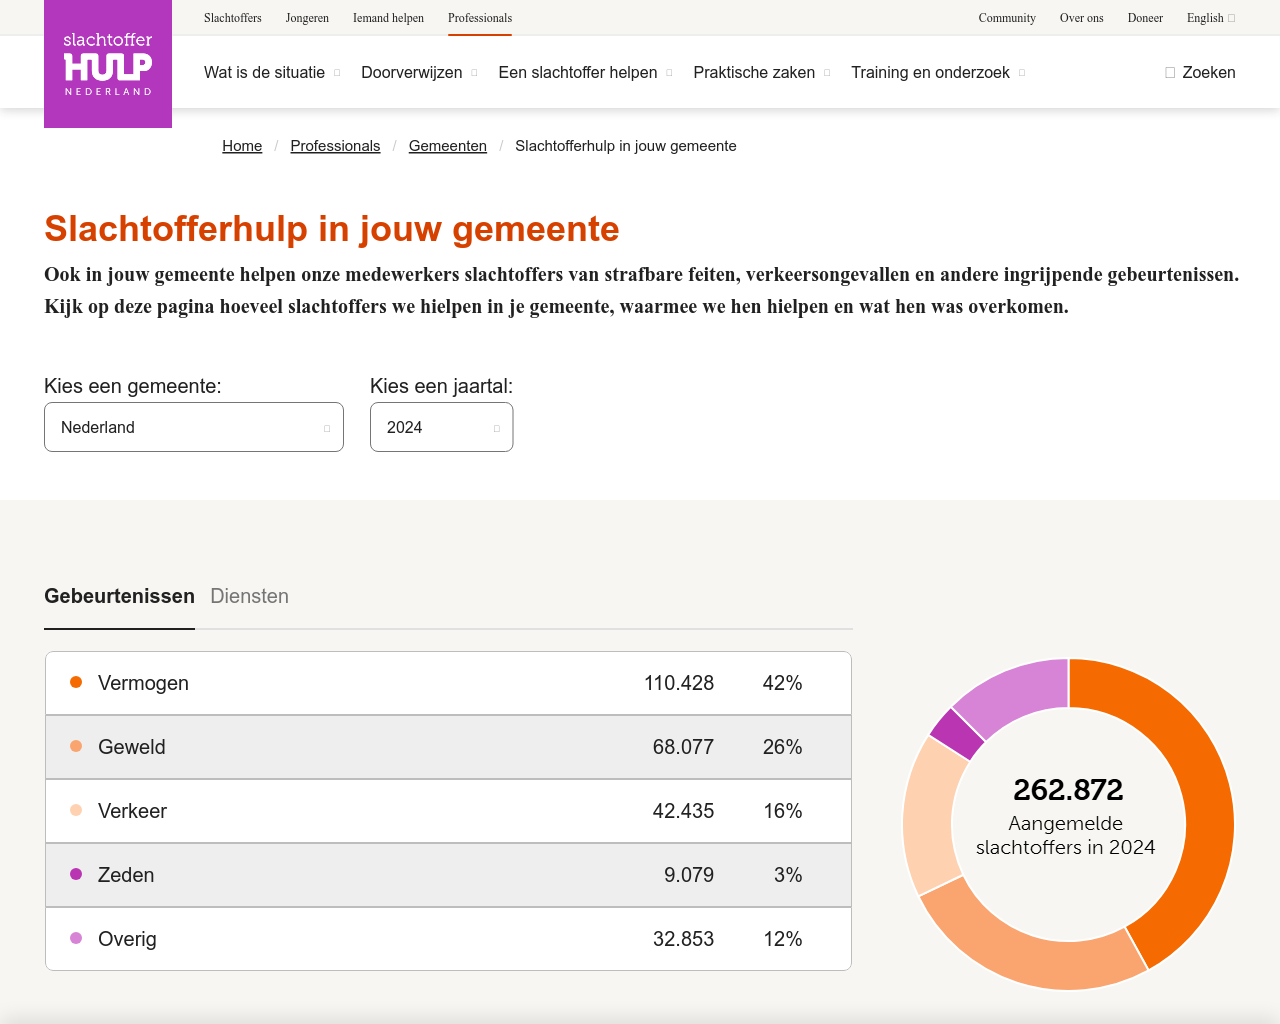 Slachtoffers Jongeren Iemand helpen Professionals Community Over ons Doneer English
slachtoffer
HULP
NEDERLAND
Wat is de situatie Doorverwijzen Een slachtoffer helpen Praktische zaken Training en onderzoek Zoeken
Home / Professionals / Gemeenten / Slachtofferhulp in jouw gemeente
Slachtofferhulp in jouw gemeente
Ook in jouw gemeente helpen onze medewerkers slachtoffers van strafbare feiten, verkeersongevallen en andere ingrijpende gebeurtenissen.
Kijk op deze pagina hoeveel slachtoffers we hielpen in je gemeente, waarmee we hen hielpen en wat hen was overkomen.
Kies een gemeente: Kies een jaartal:
Nederland 2024
Gebeurtenissen Diensten
Vermogen 110.428 42%
Geweld 68.077 26%
Verkeer 42.435 16%
Zeden 9.079 3%
Overig 32.853 12%
262.872
Aangemelde
slachtoffers in 2024